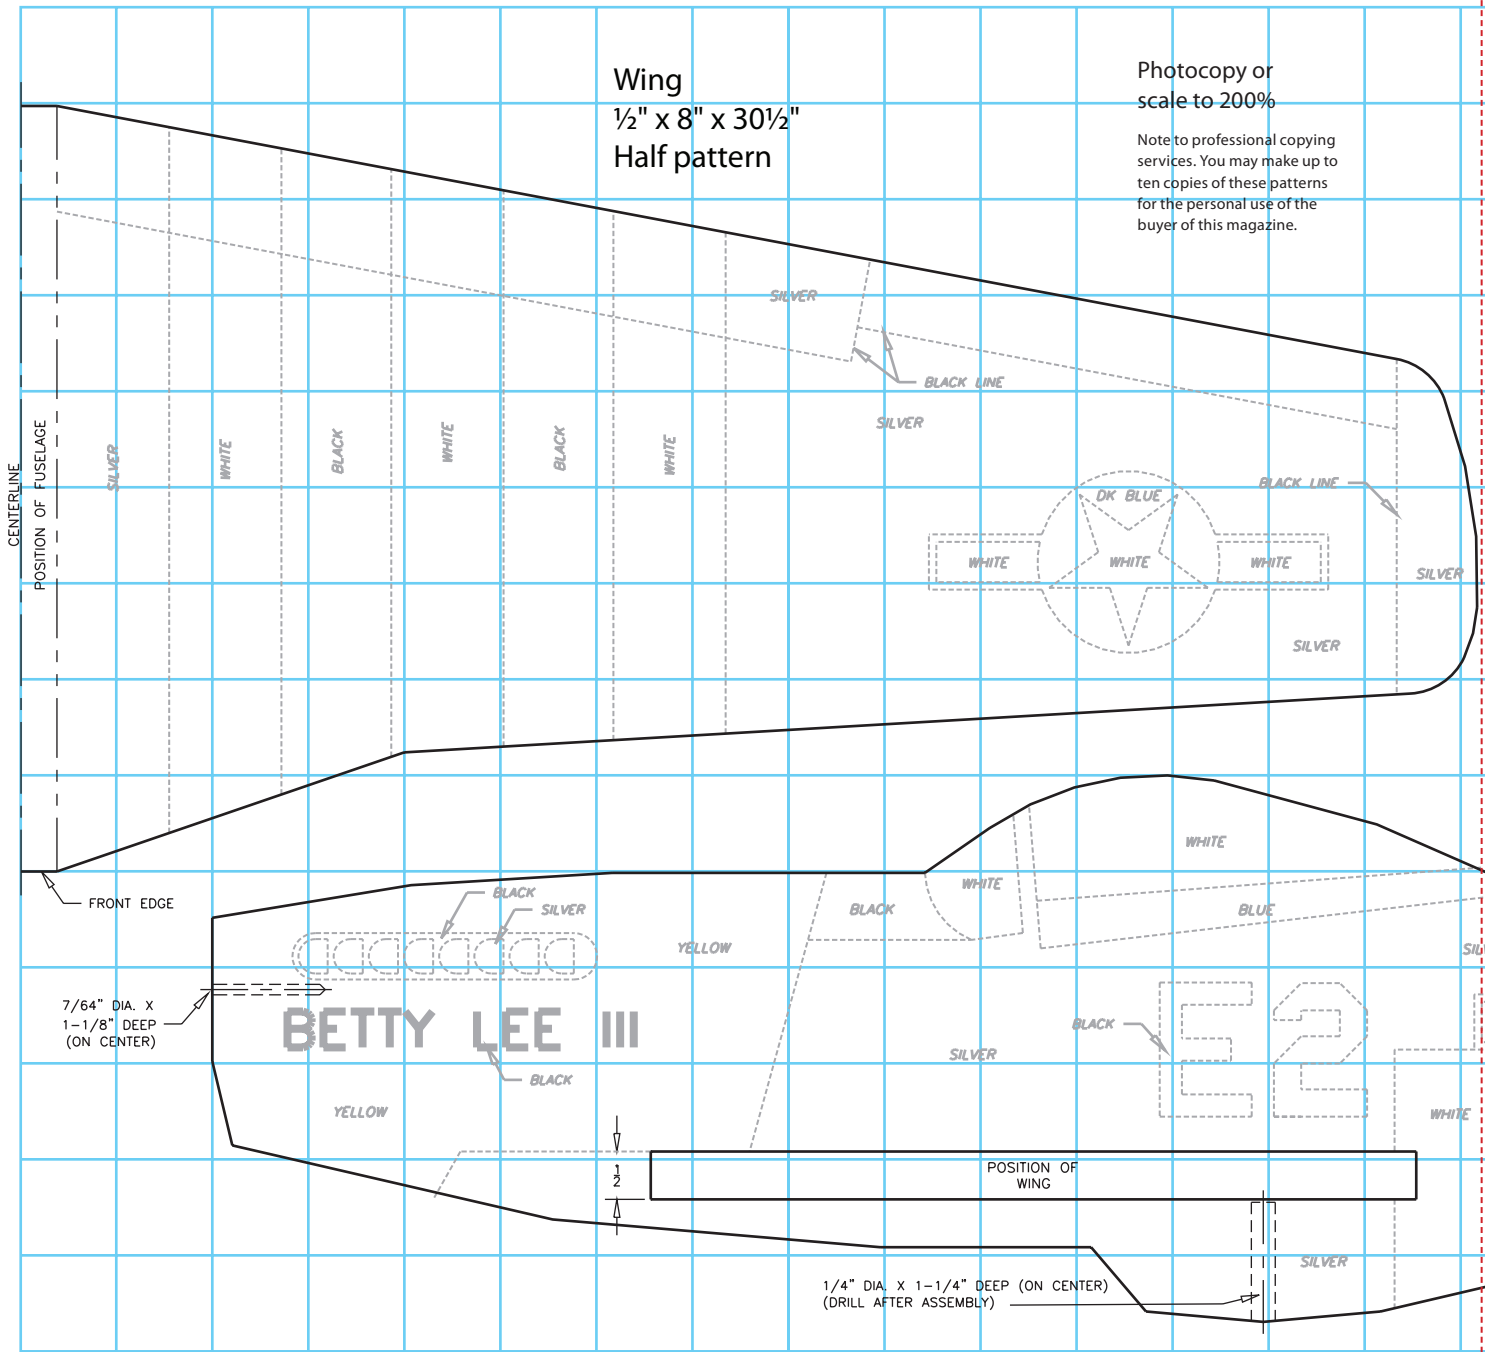 Wing
½" x 8" x 30½"
Half pattern
Photocopy or
scale to 200%
Note to professional copying
services. You may make up to
ten copies of these patterns
for the personal use of the
buyer of this magazine.
SILVER
BLACK LINE
SILVER
CENTERLINE
POSITION OF FUSELAGE
SILVER
WHITE
BLACK
WHITE
BLACK
WHITE
BLACK LINE
DK BLUE
WHITE
WHITE
WHITE
SILVER
SILVER
FRONT EDGE
WHITE
WHITE
BLACK
SILVER
BLACK
BLUE
YELLOW
SIL
7/64" DIA. X
1-1/8" DEEP
(ON CENTER)
BETTY LEE III
BLACK
52
BLACK
SILVER
YELLOW
WHITE
1/2
POSITION OF
WING
SILVER
1/4" DIA. X 1-1/4" DEEP (ON CENTER)
(DRILL AFTER ASSEMBLY)